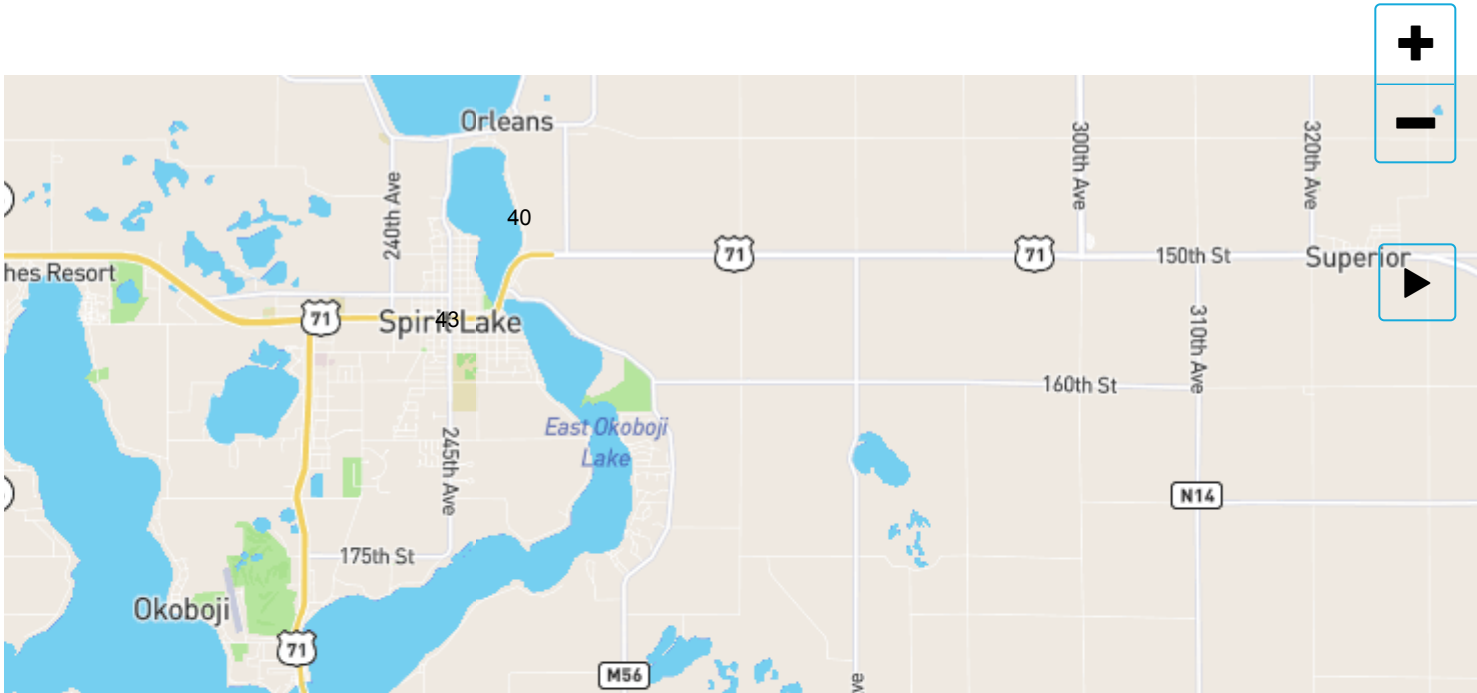 Orleans
300th Ave
320th Ave
240th Ave
40
71
71
150th St
Superior
hes Resort
71
Spirit Lake
43
310th Ave
160th St
East Okoboji
Lake
245th Ave
N14
175th St
Okoboji
71
M56